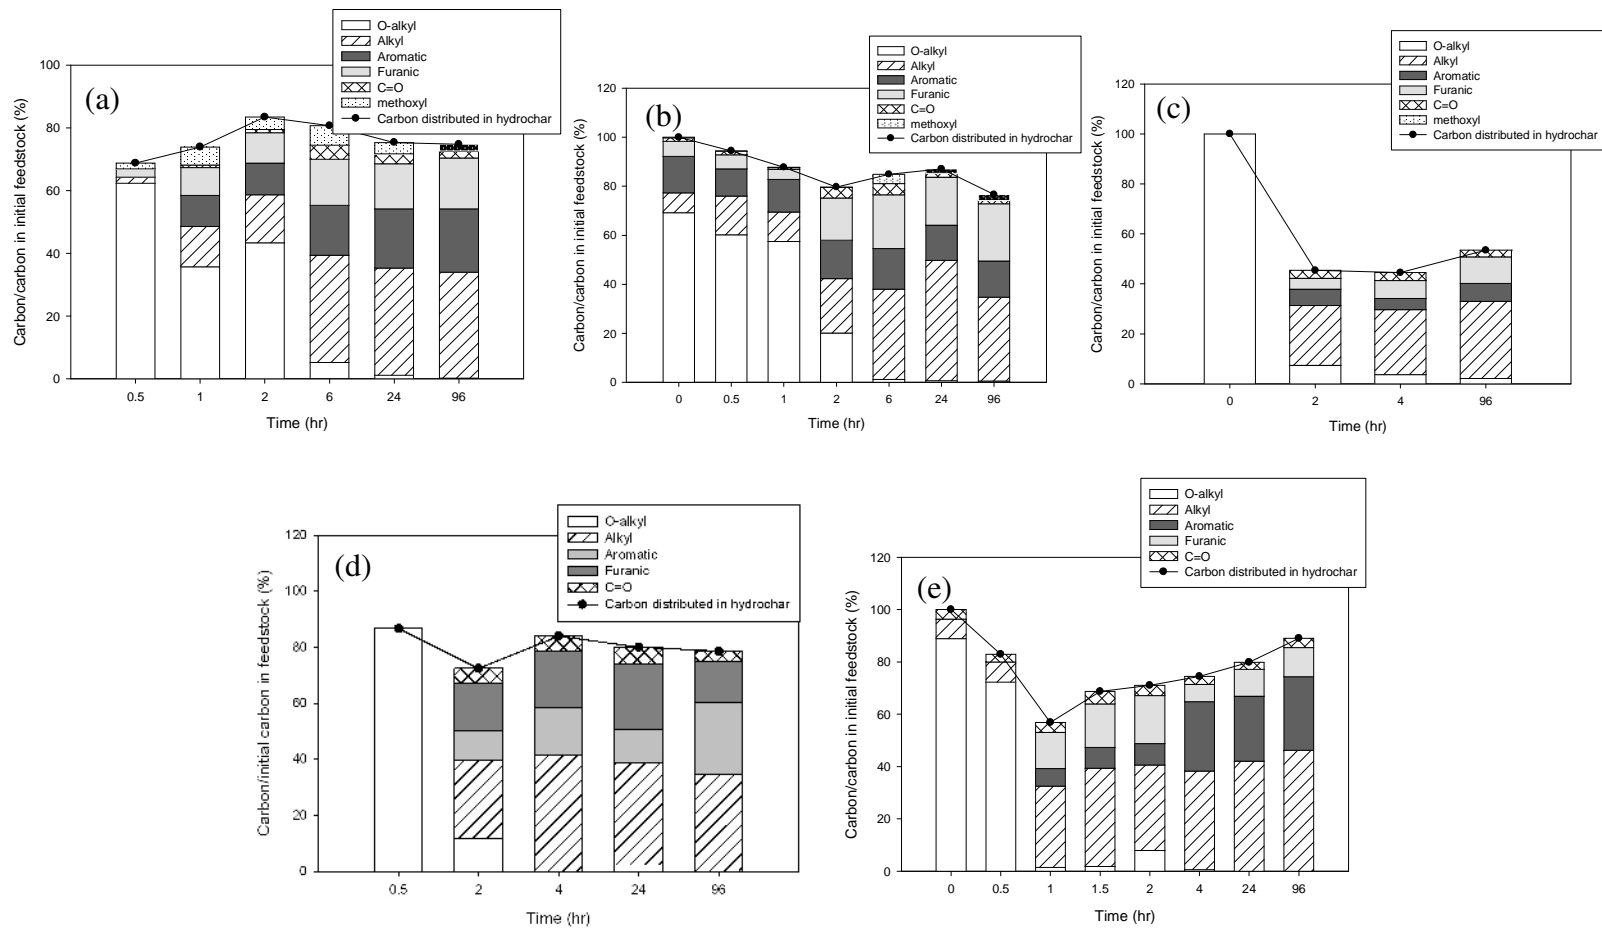 O-alkyl
Alkyl
Aromatic
Furanic
C=O
methoxyl
Carbon distributed in hydrochar
(a)
Carbon/carbon in initial feedstock (%)
100
80
60
40
20
0
0.5 1 2 6 24 96
Time (hr)
O-alkyl
Alkyl
Aromatic
Furanic
C=O
methoxyl
Carbon distributed in hydrochar
(b)
Carbon/carbon in initial feedstock (%)
120
100
80
60
40
20
0
0 0.5 1 2 6 24 96
Time (hr)
O-alkyl
Alkyl
Aromatic
Furanic
C=O
methoxyl
Carbon distributed in hydrochar
(c)
Carbon/carbon in initial feedstock (%)
120
100
80
60
40
20
0
0 2 4 96
Time (hr)
O-alkyl
Alkyl
Aromatic
Furanic
C=O
Carbon distributed in hydrochar
(d)
Carbon/initial carbon in feedstock (%)
120
100
80
60
40
20
0
0.5 2 4 24 96
Time (hr)
O-alkyl
Alkyl
Aromatic
Furanic
C=O
Carbon distributed in hydrochar
(e)
Carbon/carbon in initial feedstock (%)
120
100
80
60
40
20
0
0 0.5 1 1.5 2 4 24 96
Time (hr)